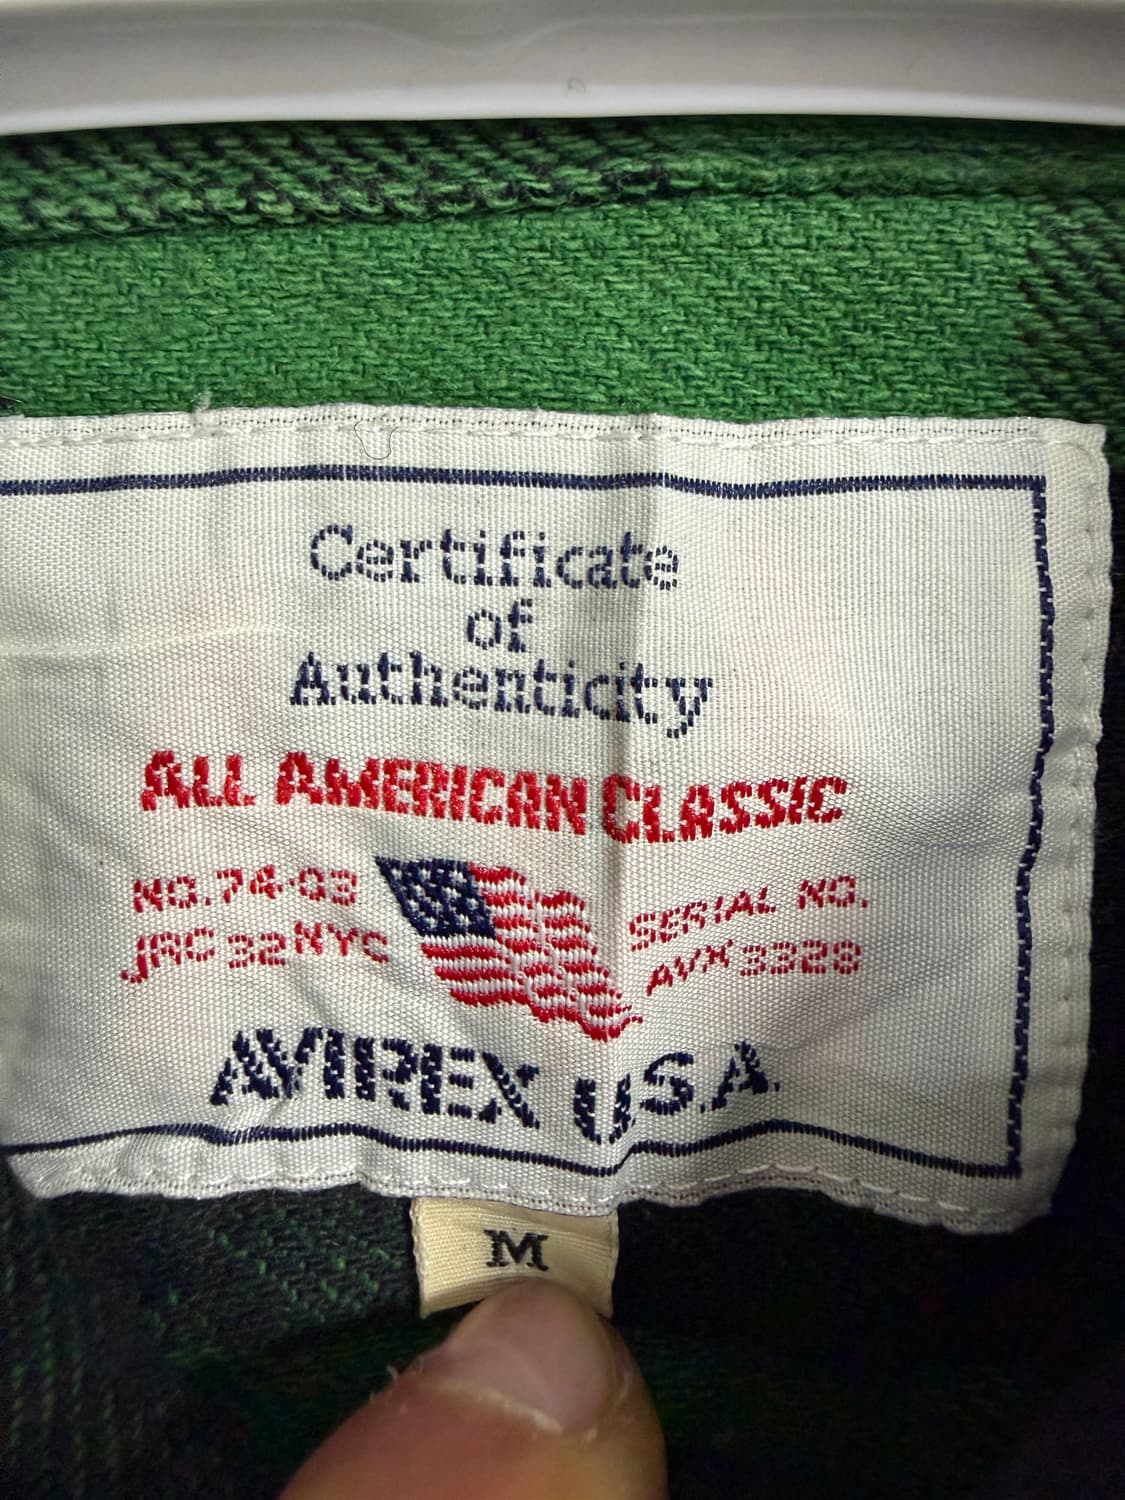 Certificate
of
Authenticity
ALL AMERICAN CLASSIC
NO.74-03
JRC 32 NYC
SERIAL NO.
AVX 3328
AVIREX U.S.A.
M